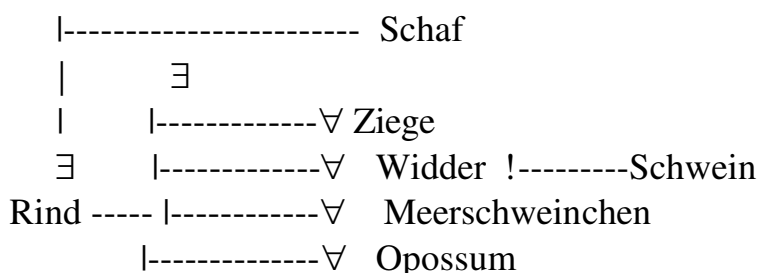 |------------------------ Schaf
| ∃
| |-------------∀ Ziege
∃ |-------------∀ Widder !---------Schwein
Rind ----- |------------∀ Meerschweinchen
|--------------∀ Opossum